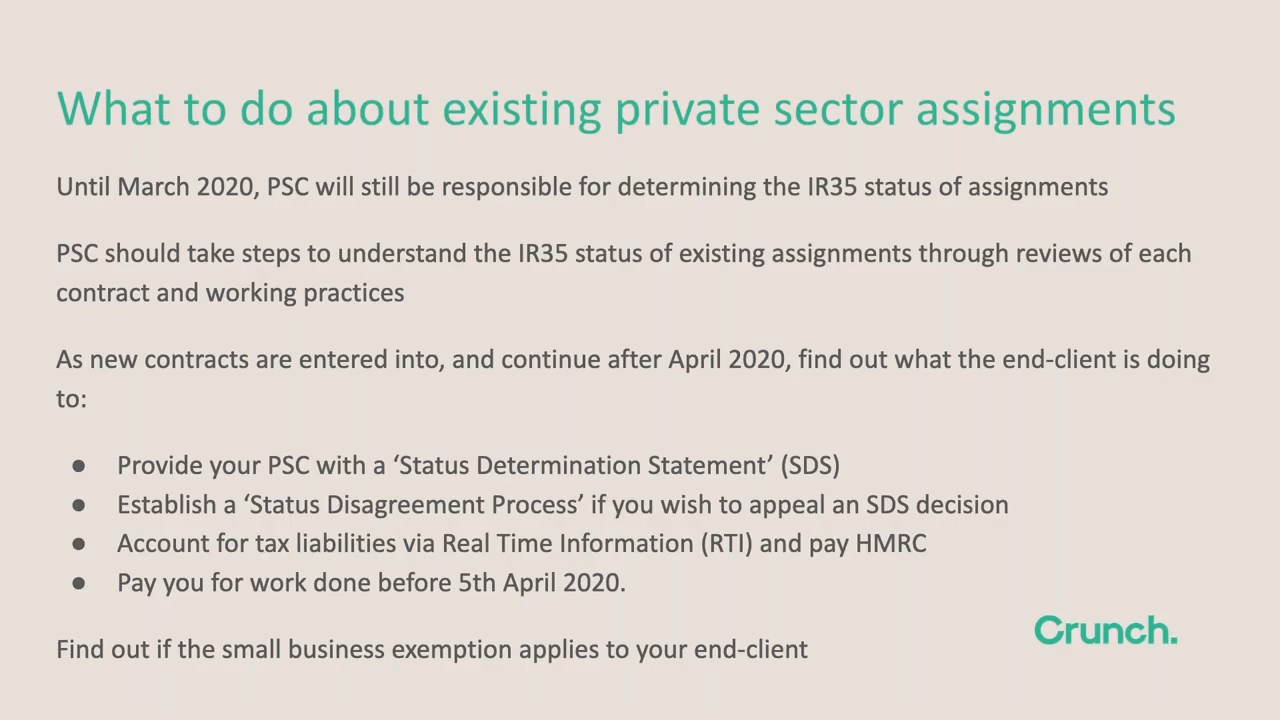 What to do about existing private sector assignments
Until March 2020, PSC will still be responsible for determining the IR35 status of assignments
PSC should take steps to understand the IR35 status of existing assignments through reviews of each
contract and working practices
As new contracts are entered into, and continue after April 2020, find out what the end-client is doing
to:
● Provide your PSC with a ‘Status Determination Statement’ (SDS)
● Establish a ‘Status Disagreement Process’ if you wish to appeal an SDS decision
● Account for tax liabilities via Real Time Information (RTI) and pay HMRC
● Pay you for work done before 5th April 2020.
Find out if the small business exemption applies to your end-client
Crunch.